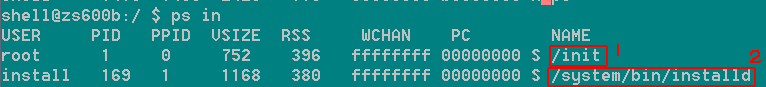 shell@zs600b:/ $ ps in
USER PID PPID VSIZE RSS WCHAN PC NAME
root 1 0 752 396 ffffffff 00000000 S /init 1
install 169 1 1168 380 ffffffff 00000000 S /system/bin/installd 2